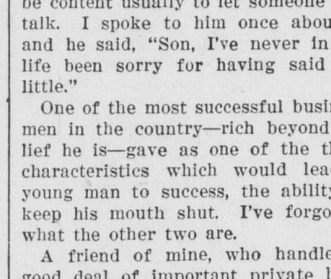 be content usually to let someone
talk. I spoke to him once abou
and he said, "Son, I've never in
life been sorry for having said
little."
One of the most successful busi
men in the country—rich beyond
lief he is—gave as one of the t
characteristics which would lea
young man to success, the ability
keep his mouth shut. I've forgo
what the other two are.
A friend of mine, who handle
good deal of important private